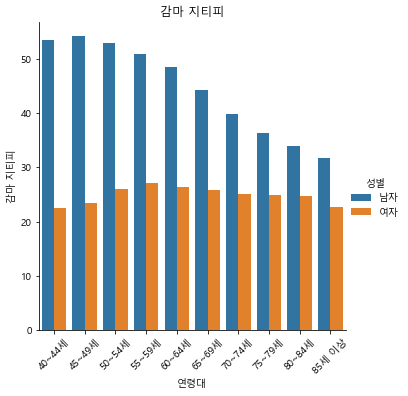 감마 지티피
감마 지티피
50
40
30
20
10
0
40~44세
45~49세
50~54세
55~59세
60~64세
65~69세
70~74세
75~79세
80~84세
85세 이상
연령대
성별
남자
여자